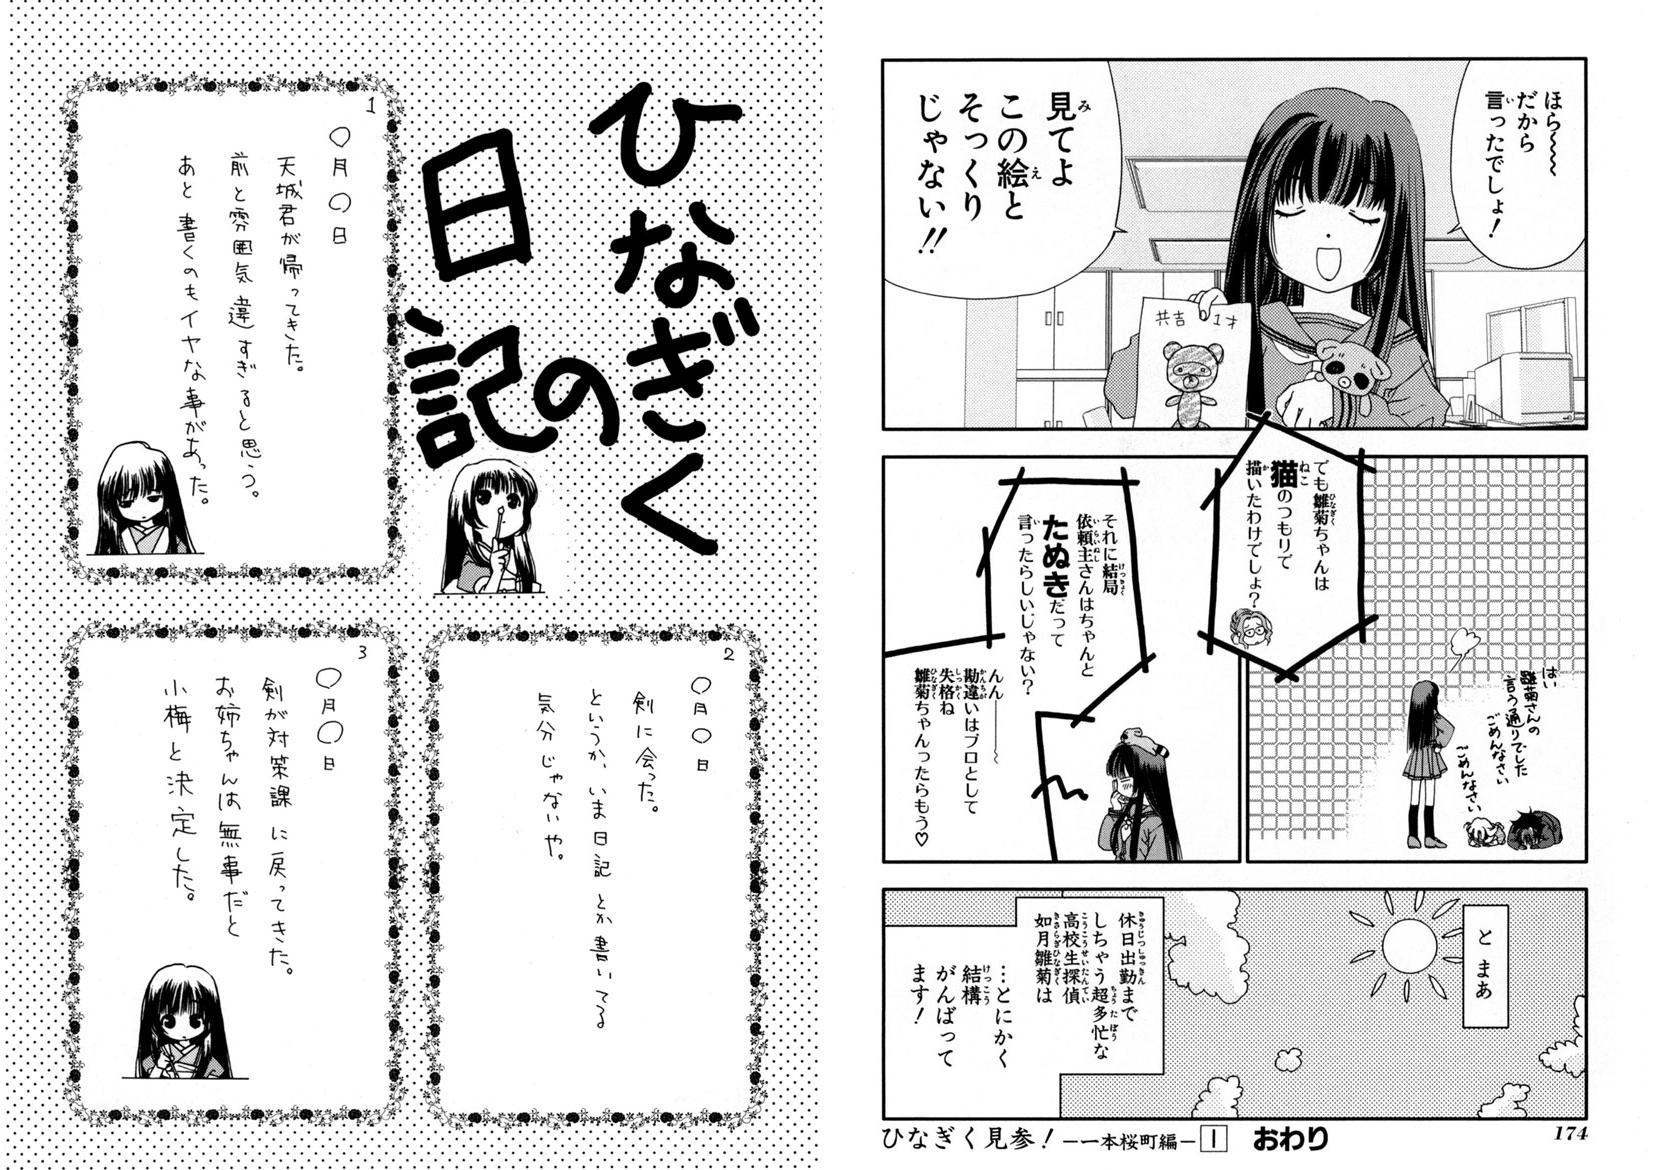 ほら～～～
だから
言ったでしょ！
見てよ
この絵と
そっくり
じゃない!!
共吉 1才
はい
雛菊さんの
言う通りでした
ごめんなさい
～ごめんなさい
でも雛菊ちゃんは
猫のつもりで
描いたわけでしょ？
それに結局
依頼主さんはちゃんと
たぬきだって
言ったらしいじゃない？
んん――～
勘違いはプロとして
失格ね
雛菊ちゃんったらもう♡
とまあ
休日出勤まで
しちゃう超多忙な
高校生探偵
如月雛菊は
…とにかく
結構
がんばって
ます！
ひなぎく見参！ ―一本桜町編― 1 おわり
174
ひなぎくの
日記
1
○月○日
天城君が帰ってきた。
前と雰囲気違すぎると思う。
あと書くのもイヤな事があった。
2
○月○日
剣に会った。
というか、いま日記とか書いてる
気分じゃないや。
3
○月○日
剣が対策課に戻ってきた。
お姉ちゃんは無事だと
小梅と決定した。